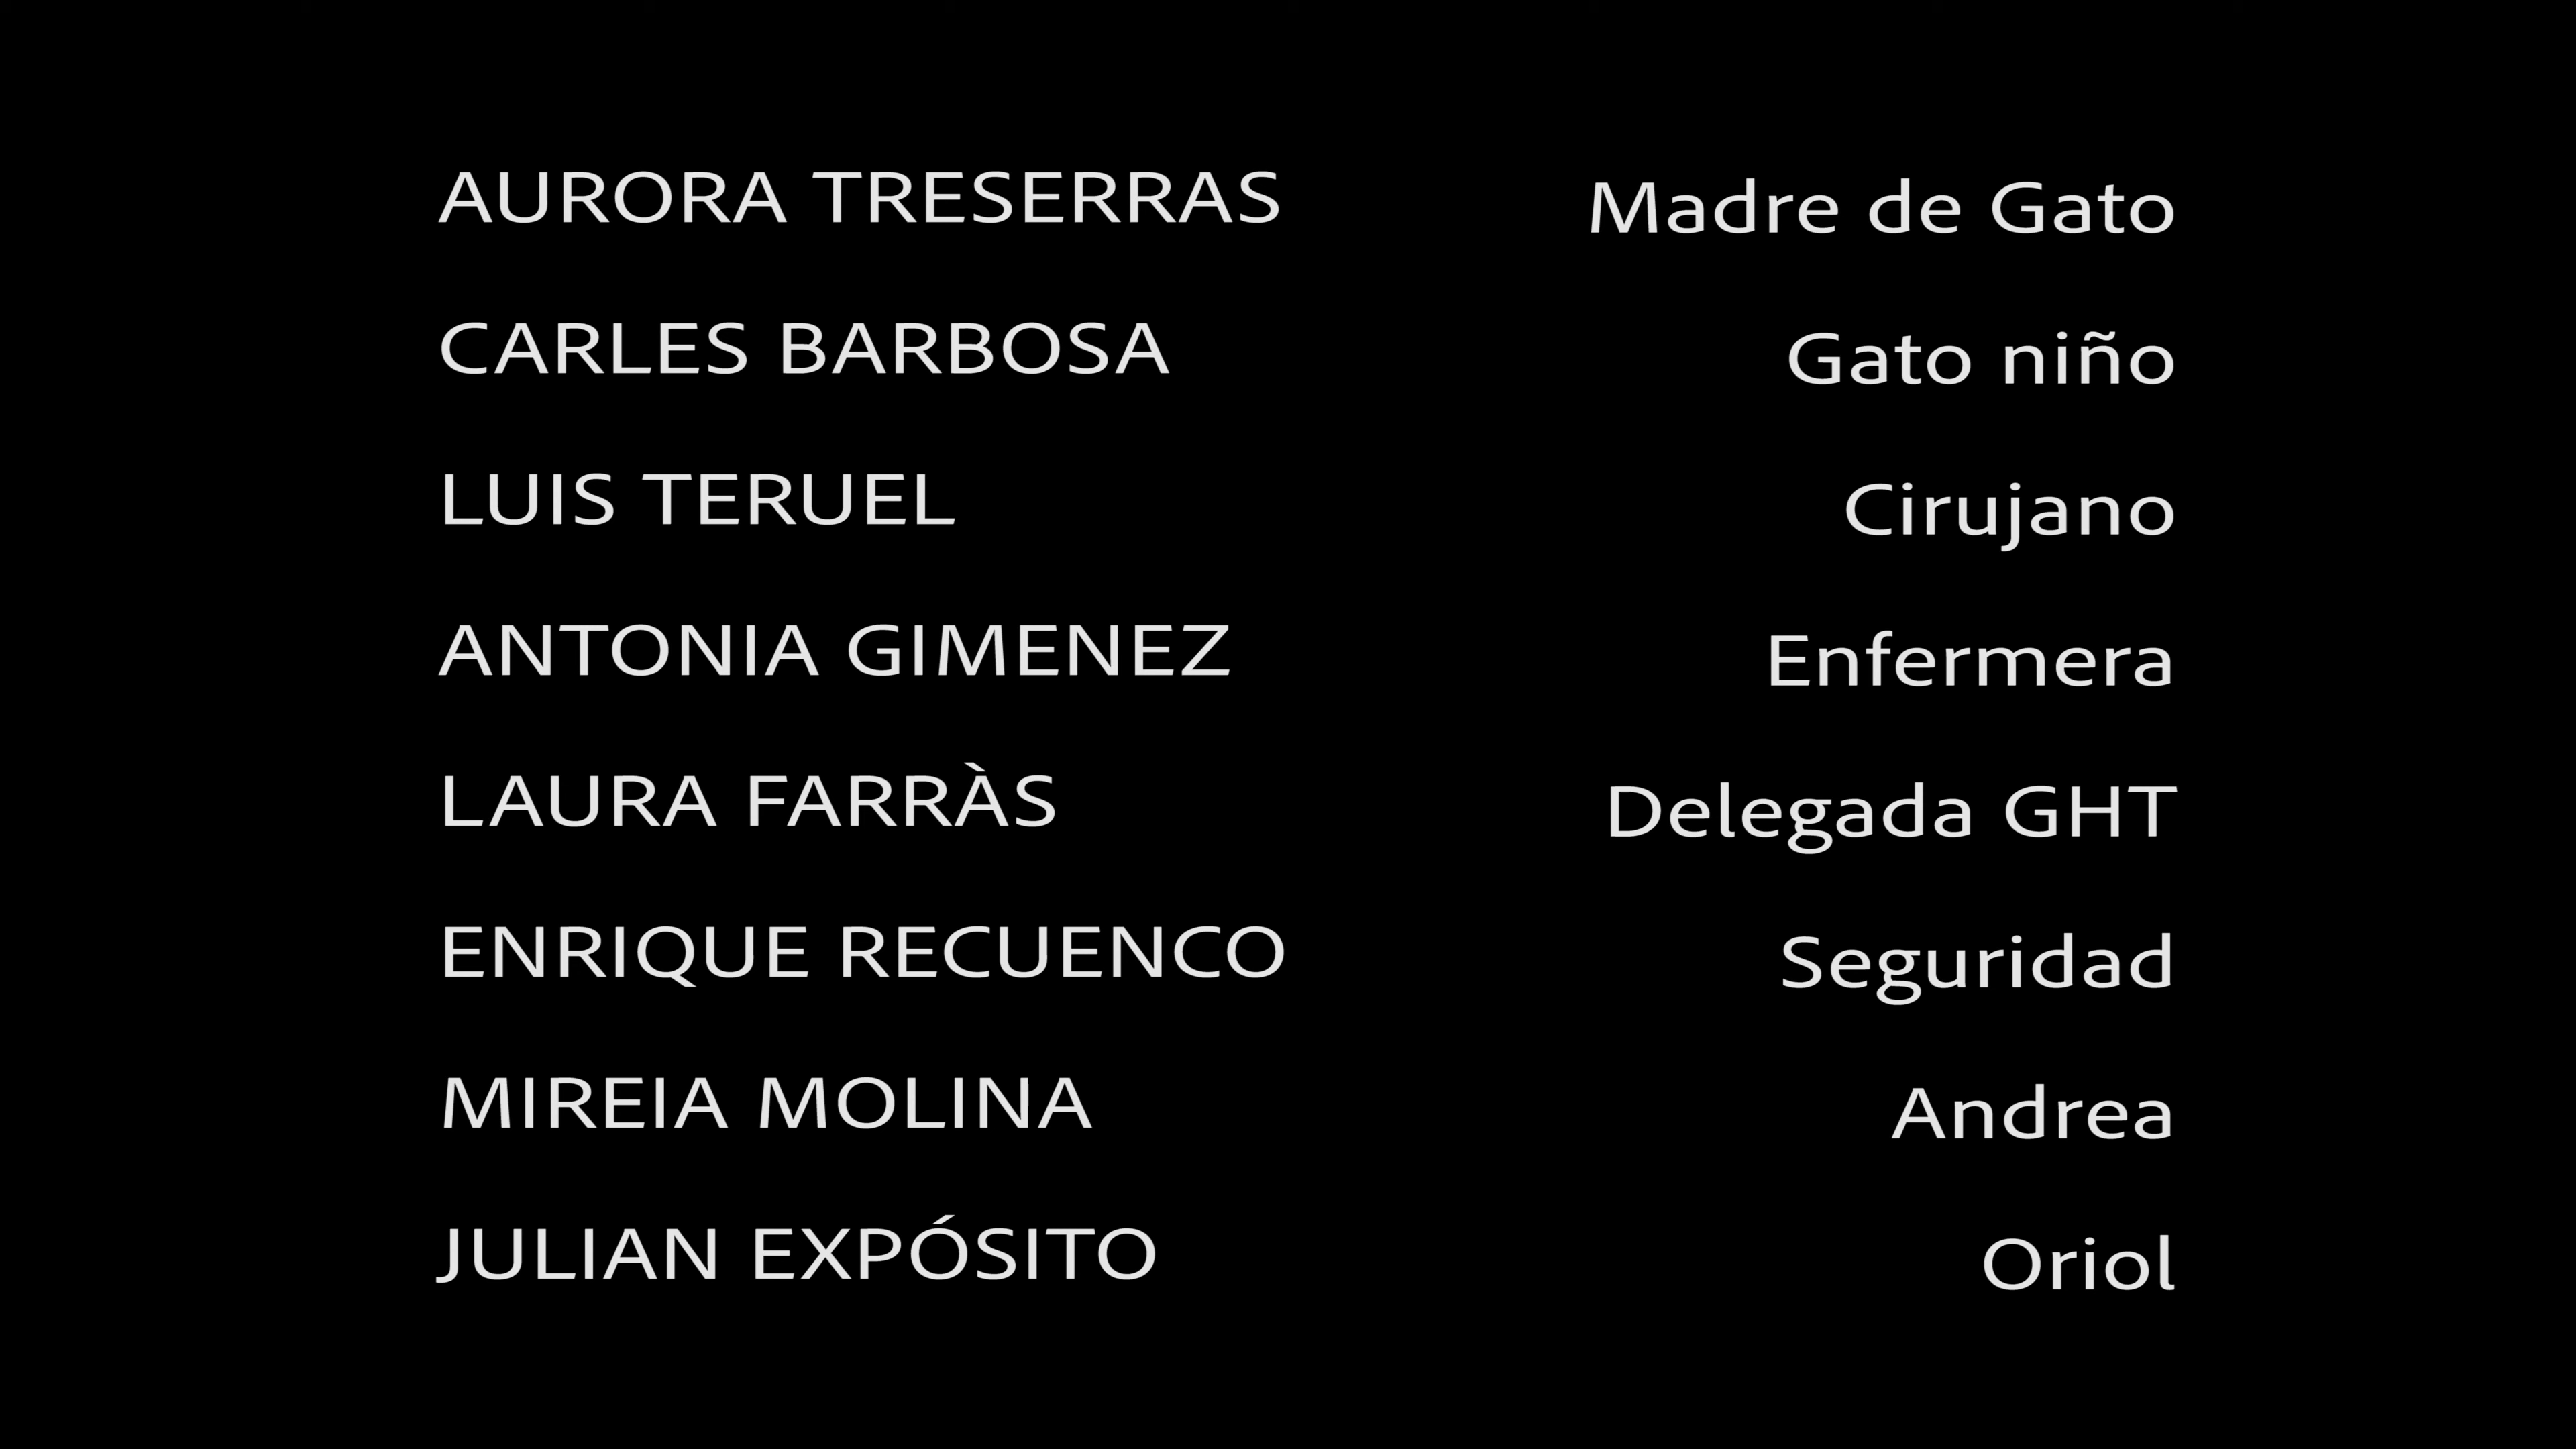 AURORA TRESERRAS Madre de Gato
CARLES BARBOSA Gato niño
LUIS TERUEL Cirujano
ANTONIA GIMENEZ Enfermera
LAURA FARRÀS Delegada GHT
ENRIQUE RECUENCO Seguridad
MIREIA MOLINA Andrea
JULIAN EXPÓSITO Oriol